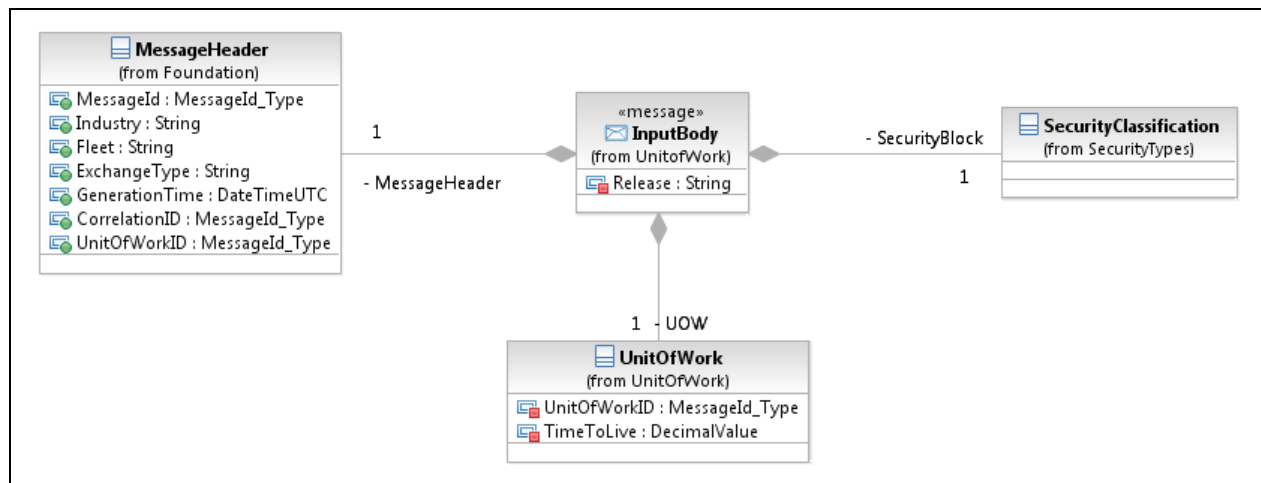 MessageHeader
(from Foundation)
MessageId : MessageId_Type
Industry : String
Fleet : String
ExchangeType : String
GenerationTime : DateTimeUTC
CorrelationID : MessageId_Type
UnitOfWorkID : MessageId_Type
1
- MessageHeader
«message»
InputBody
(from UnitofWork)
Release : String
- SecurityBlock
1
SecurityClassification
(from SecurityTypes)
1 - UOW
UnitOfWork
(from UnitOfWork)
UnitOfWorkID : MessageId_Type
TimeToLive : DecimalValue